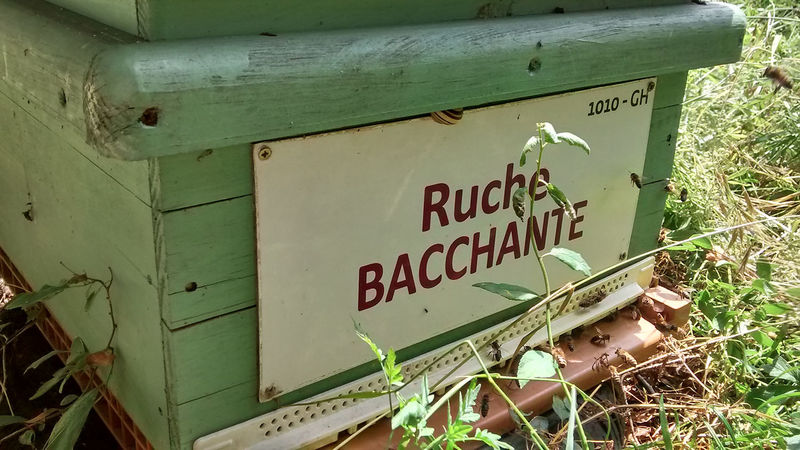 1010 - GH
Ruche
BACCHANTE